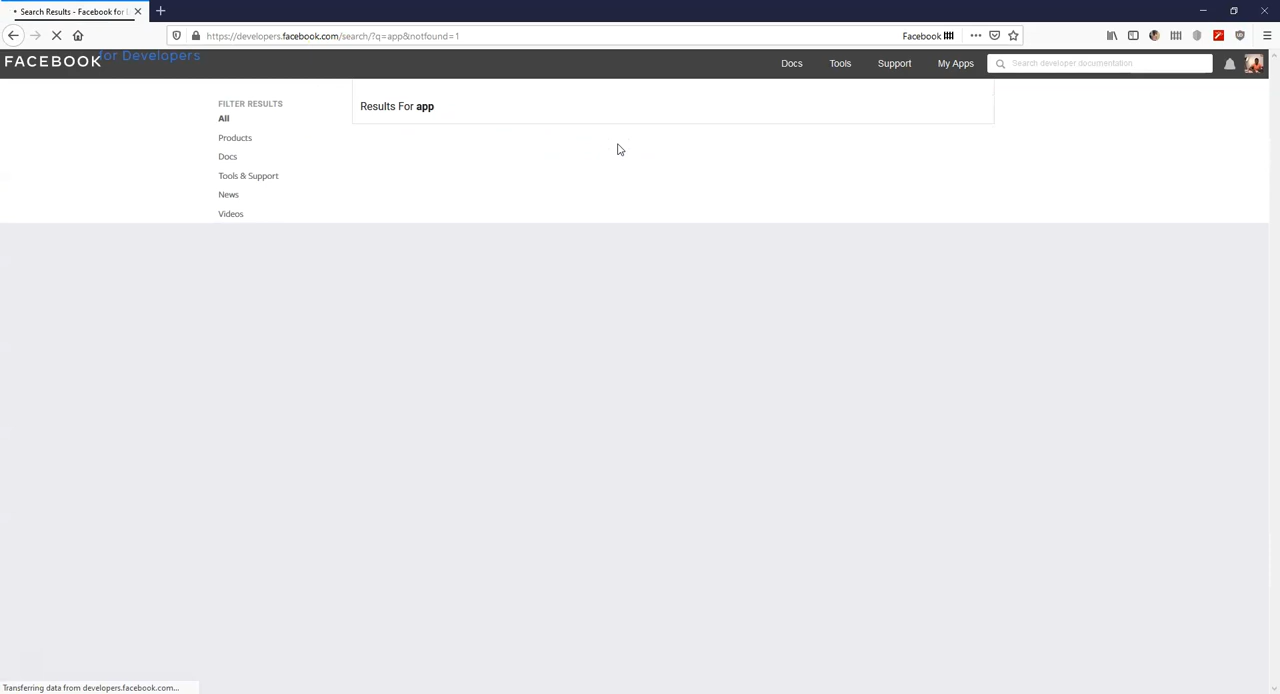 Search Results - Facebook for
https://developers.facebook.com/search/?q=app&notfound=1
Facebook
FACEBOOK for Developers
Docs
Tools
Support
My Apps
Search developer documentation
FILTER RESULTS
All
Products
Docs
Tools & Support
News
Videos
Results For app
Transferring data from developers.facebook.com...